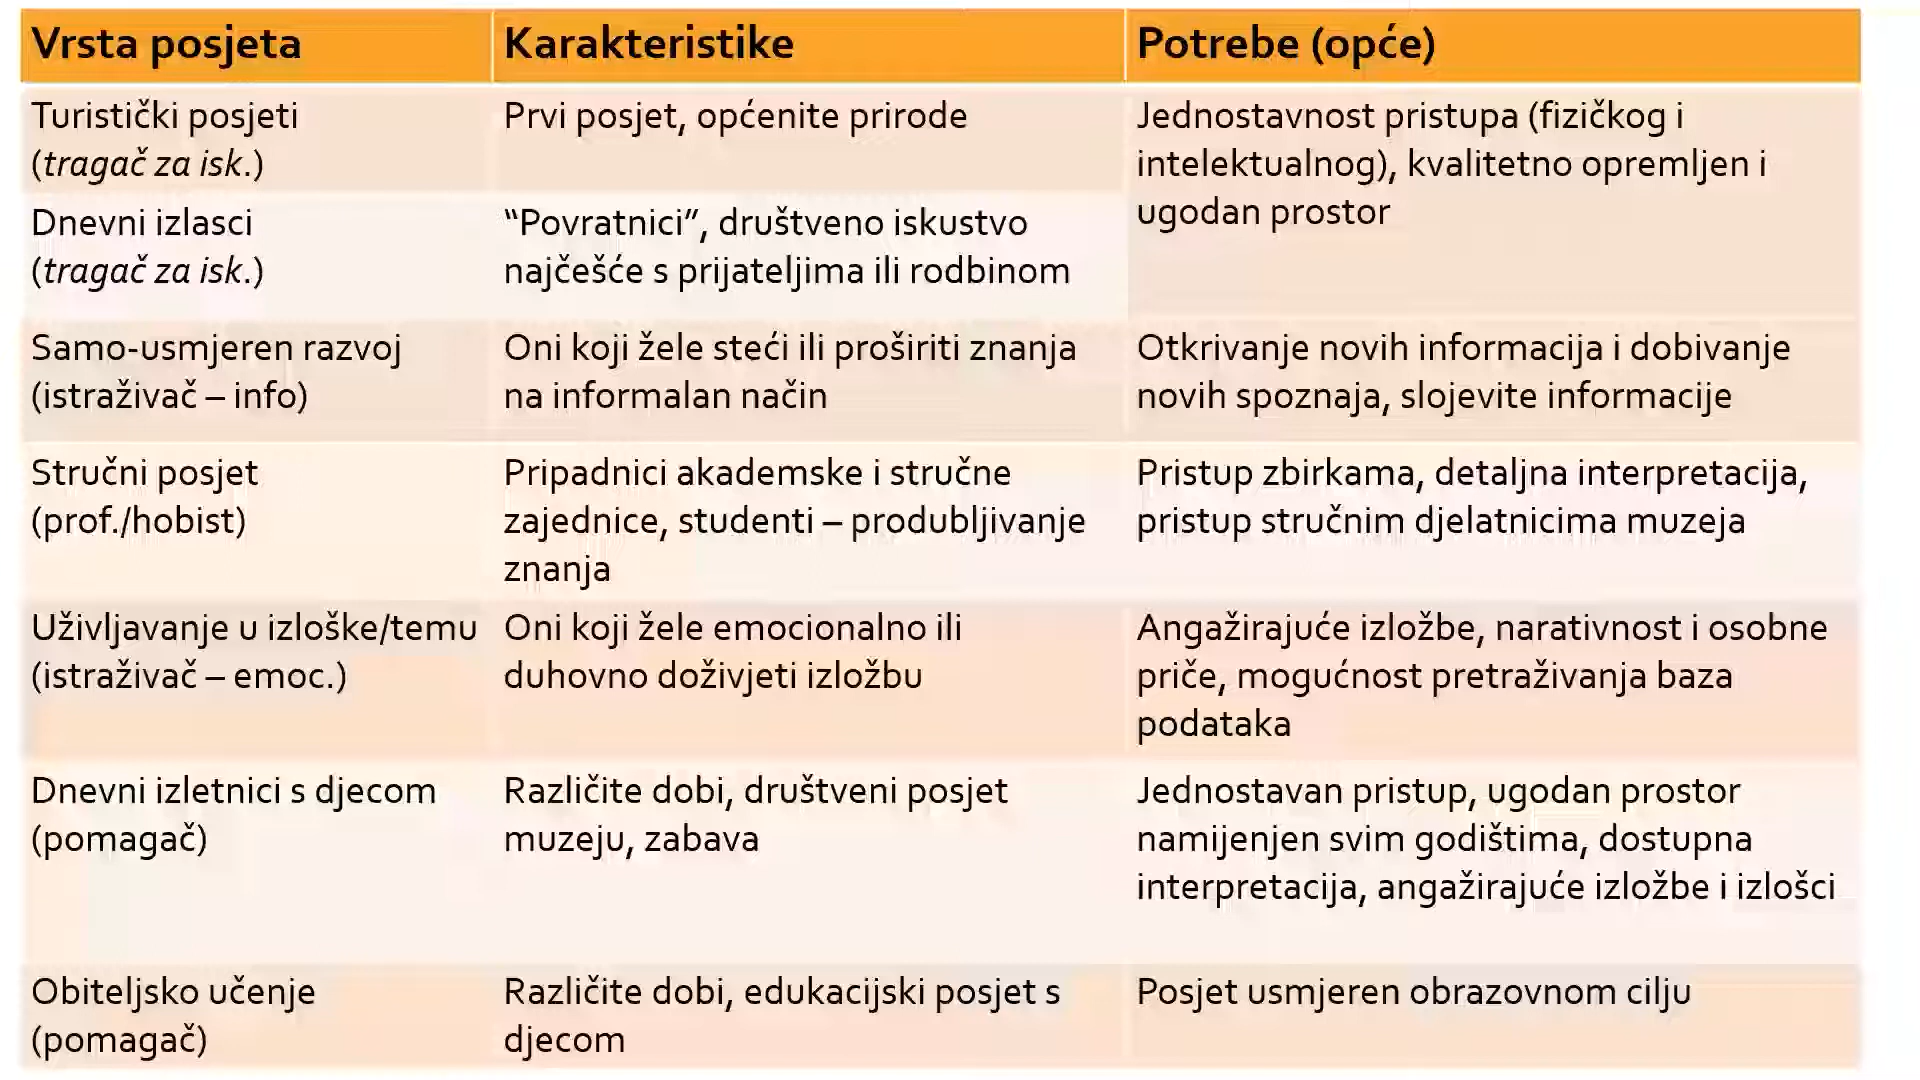 Vrsta posjeta
Karakteristike
Potrebe (opće)
Turistički posjeti
(tragač za isk.)
Prvi posjet, općenite prirode
Jednostavnost pristupa (fizičkog i
intelektualnog), kvalitetno opremljen i
ugodan prostor
Dnevni izlasci
(tragač za isk.)
“Povratnici”, društveno iskustvo
najčešće s prijateljima ili rodbinom
Samo-usmjeren razvoj
(istraživač – info)
Oni koji žele steći ili proširiti znanja
na informalan način
Otkrivanje novih informacija i dobivanje
novih spoznaja, slojevite informacije
Stručni posjet
(prof./hobist)
Pripadnici akademske i stručne
zajednice, studenti – produbljivanje
znanja
Pristup zbirkama, detaljna interpretacija,
pristup stručnim djelatnicima muzeja
Uživljavanje u izloške/temu
(istraživač – emoc.)
Oni koji žele emocionalno ili
duhovno doživjeti izložbu
Angažirajuće izložbe, narativnost i osobne
priče, mogućnost pretraživanja baza
podataka
Dnevni izletnici s djecom
(pomagač)
Različite dobi, društveni posjet
muzeju, zabava
Jednostavan pristup, ugodan prostor
namijenjen svim godištima, dostupna
interpretacija, angažirajuće izložbe i izlošci
Obiteljsko učenje
(pomagač)
Različite dobi, edukacijski posjet s
djecom
Posjet usmjeren obrazovnom cilju